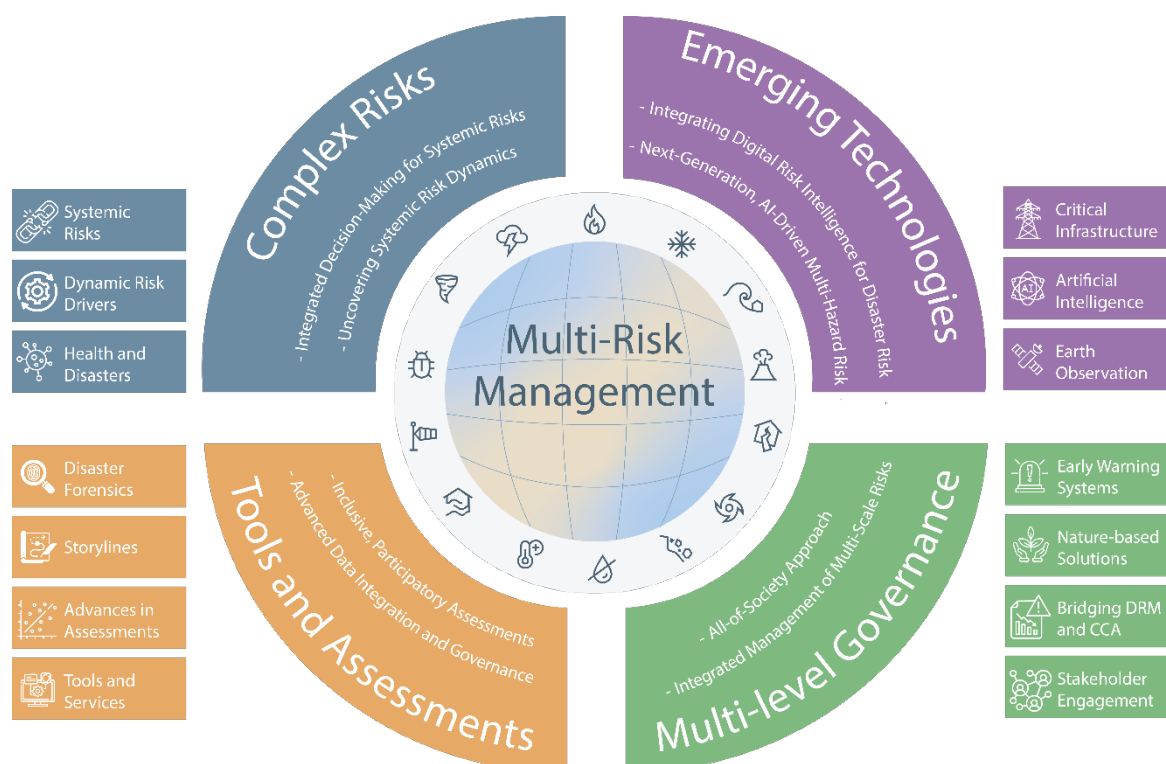 Complex Risks
- Integrated Decision-Making for Systemic Risks
- Uncovering Systemic Risk Dynamics
Emerging Technologies
- Integrating Digital Risk Intelligence for Disaster Risk
- Next-Generation, AI-Driven Multi-Hazard Risk
Systemic
Risks
Dynamic Risk
Drivers
Health and
Disasters
Multi-Risk
Management
Critical
Infrastructure
AI
Artificial
Intelligence
Earth
Observation
Disaster
Forensics
Storylines
Advances in
Assessments
Tools and
Services
Tools and Assessments
- Inclusive, Participatory Assessments
- Advanced Data Integration and Governance
Multi-level Governance
- All-of-Society Approach
- Integrated Management of Multi-Scale Risks
Early Warning
Systems
Nature-based
Solutions
Bridging DRM
and CCA
Stakeholder
Engagement